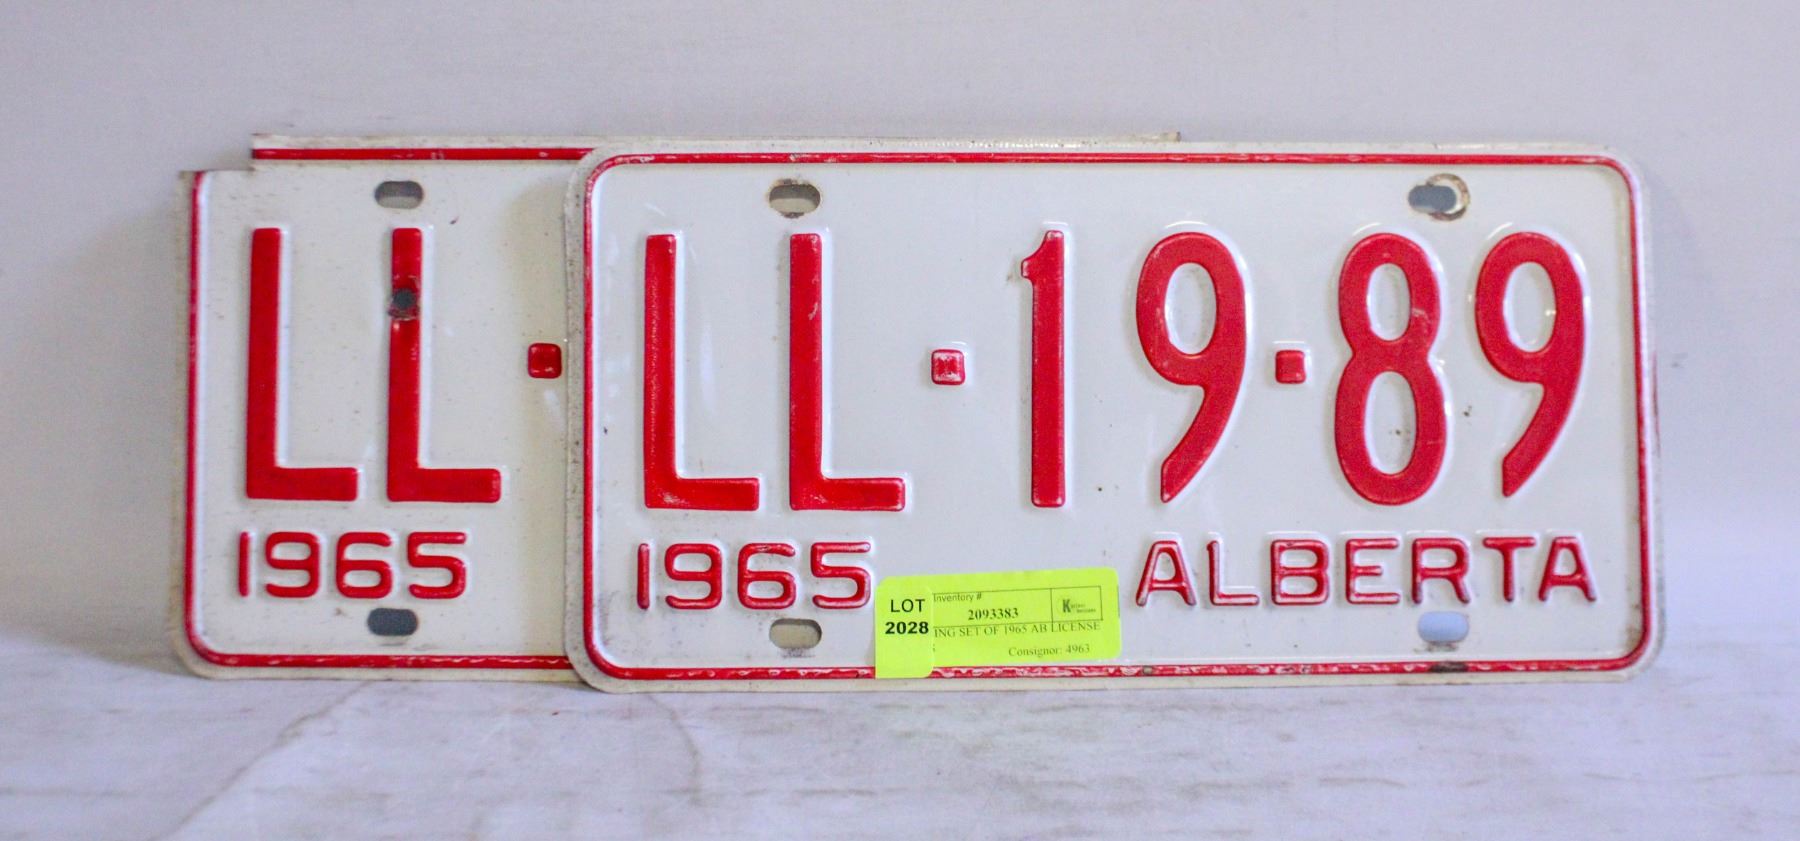 LL
1965
LL·19·89
1965 ALBERTA
LOT
2028
Inventory #
2093383
ING SET OF 1965 AB LICENSE
Consignor: 4963